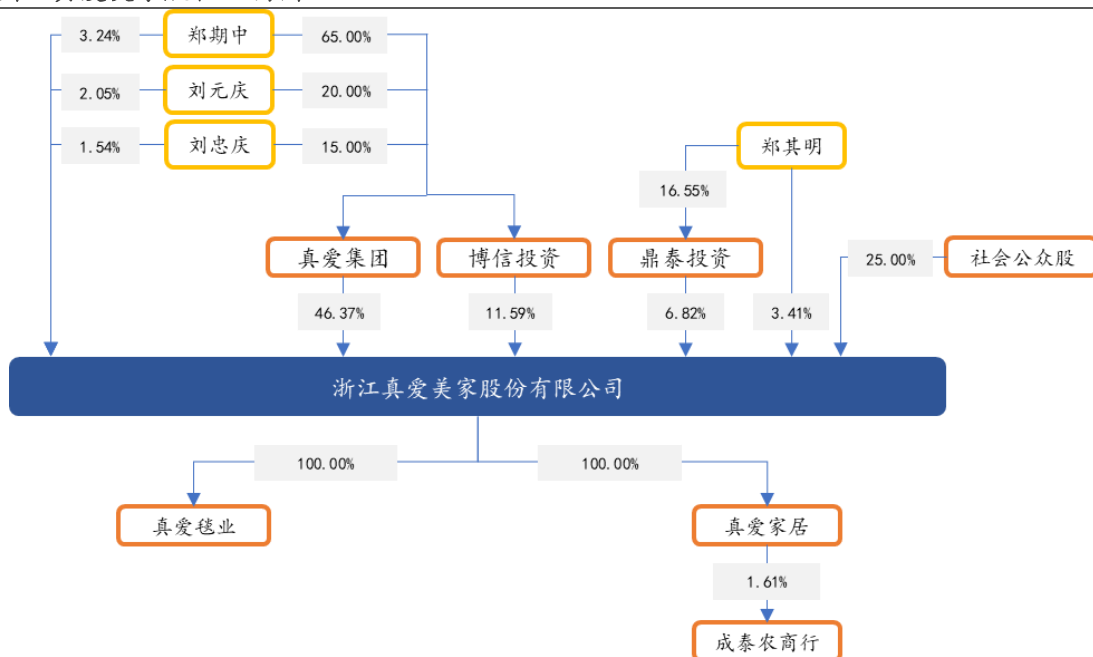 3.24%
郑期中
65.00%
2.05%
刘元庆
20.00%
1.54%
刘忠庆
15.00%
郑其明
16.55%
真爱集团
博信投资
鼎泰投资
25.00%
社会公众股
46.37%
11.59%
6.82%
3.41%
浙江真爱美家股份有限公司
100.00%
100.00%
真爱毯业
真爱家居
1.61%
成泰农商行